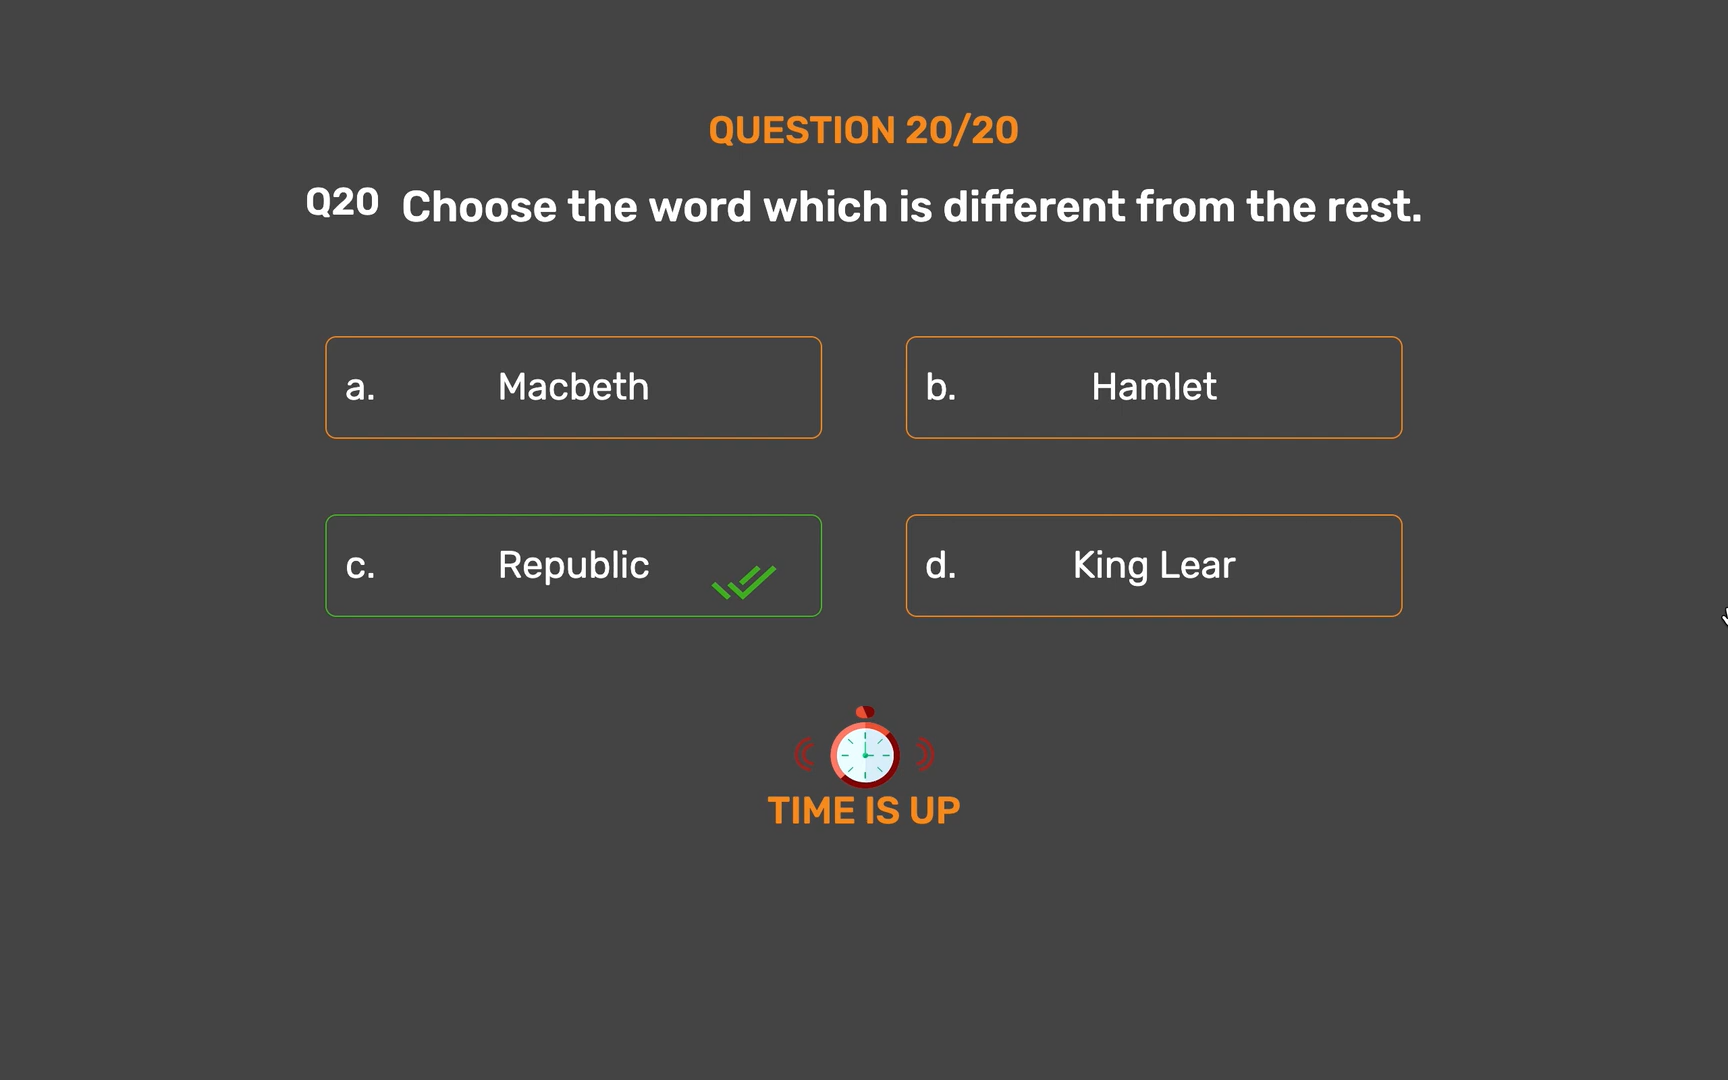 QUESTION 20/20
Q20 Choose the word which is different from the rest.
a. Macbeth
b. Hamlet
c. Republic
d. King Lear
TIME IS UP